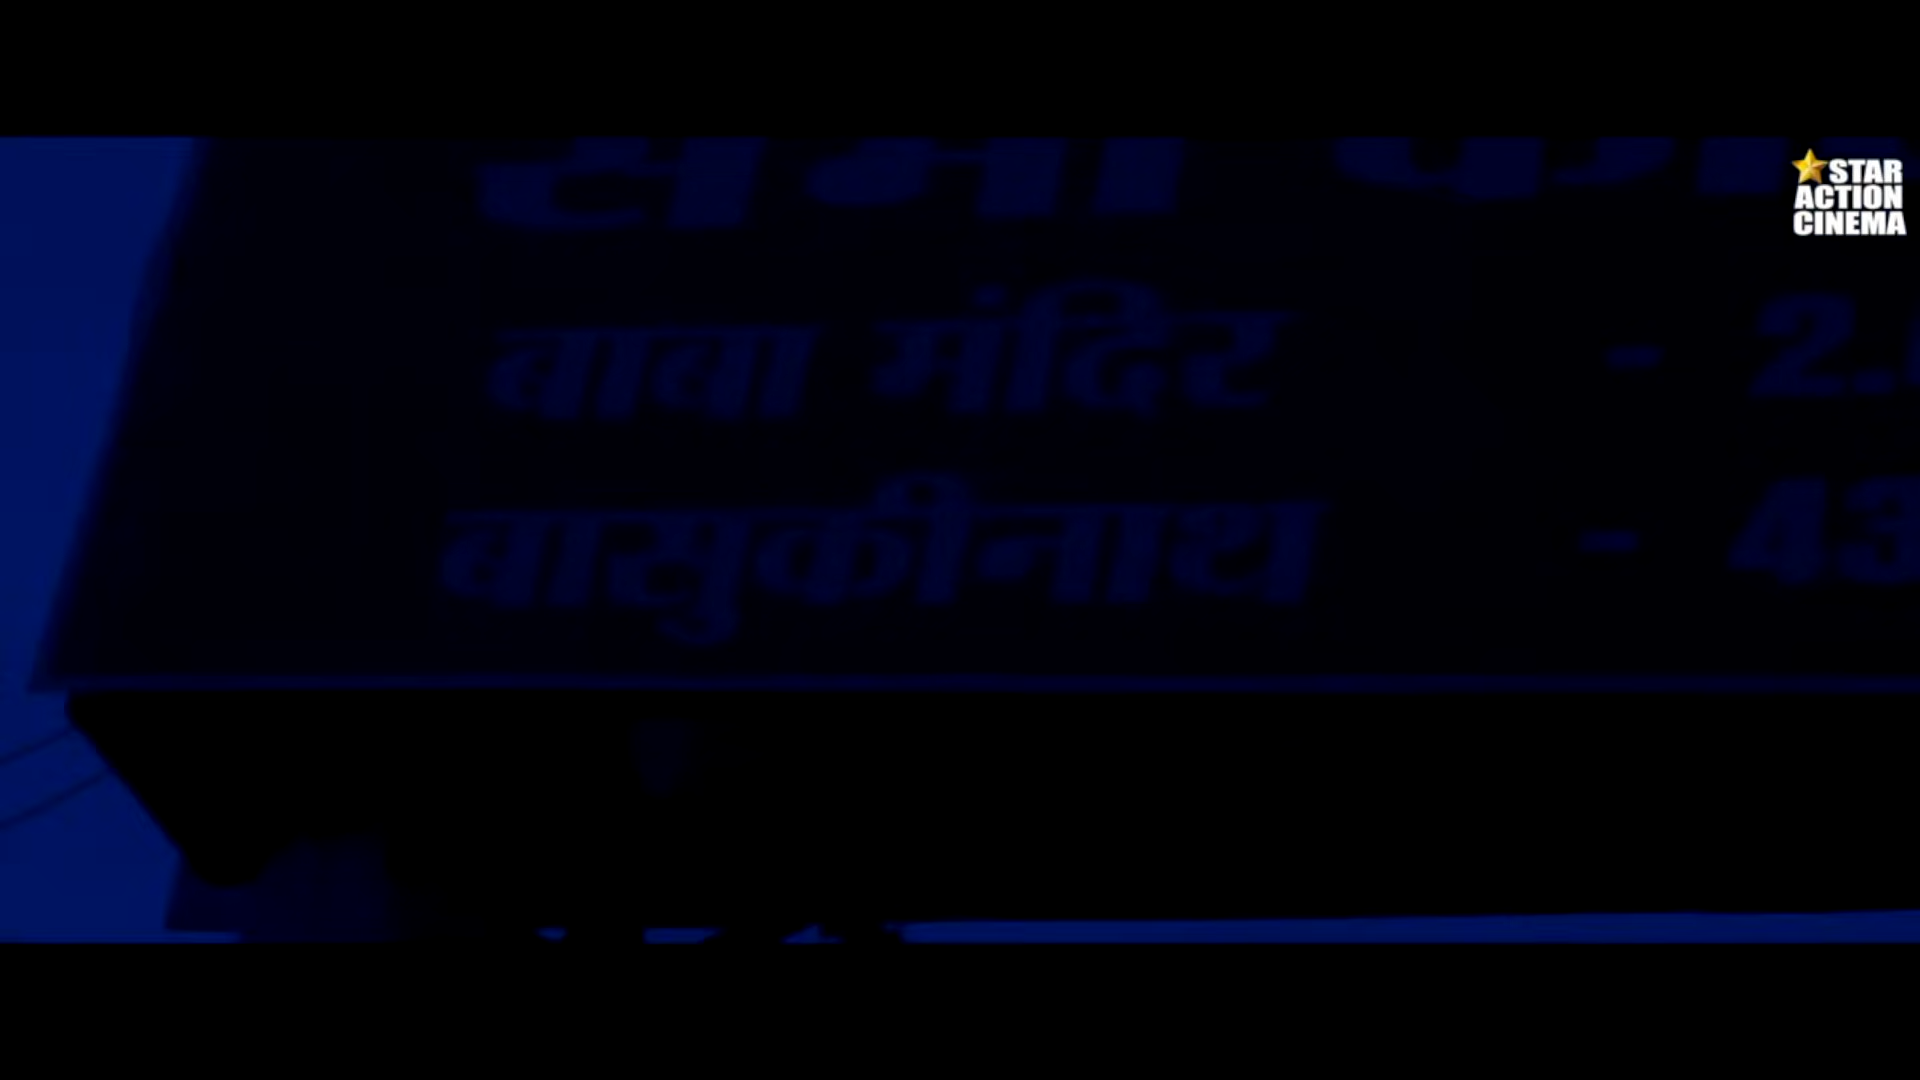 STAR
ACTION
CINEMA
बाबा मंदिर - 2.
बासुकीनाथ - 43